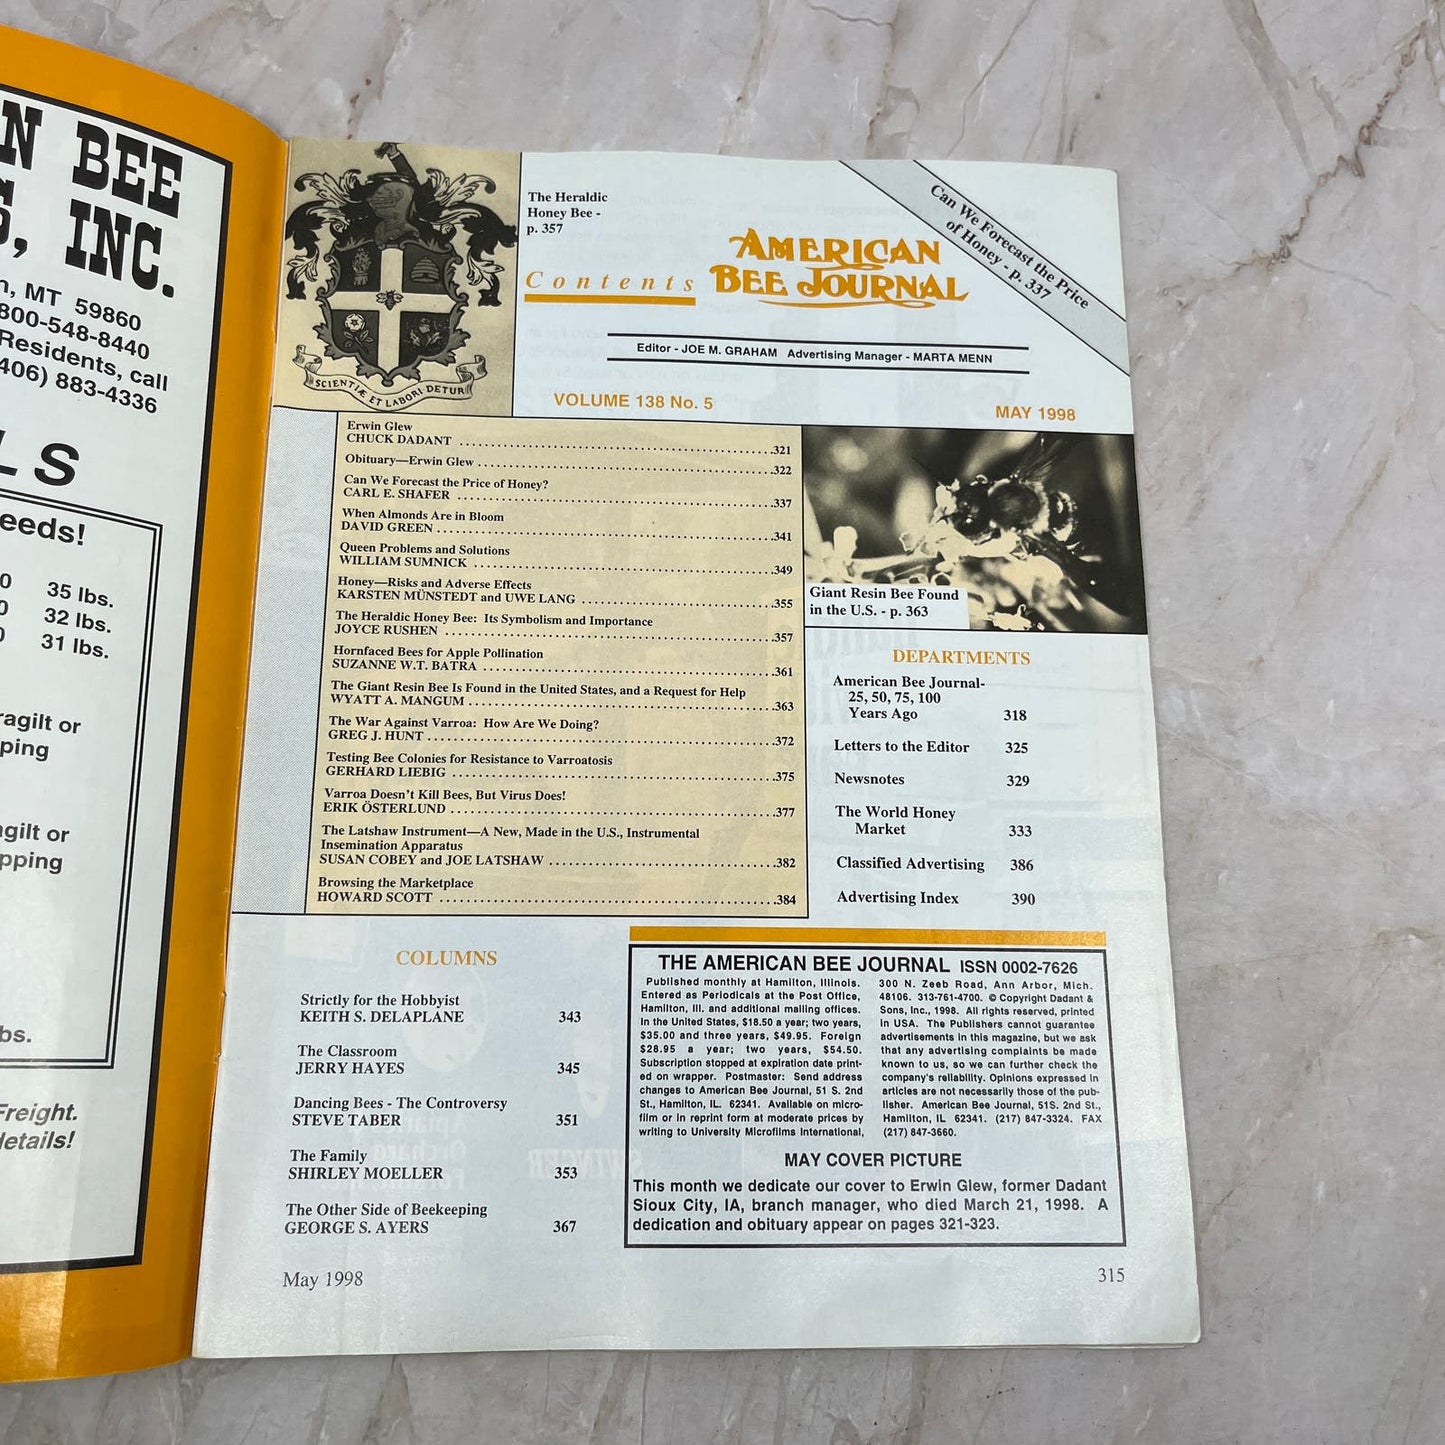 N BEE
S, INC.
n, MT 59860
800-548-8440
Residents, call
406) 883-4336
LS
eeds!
0 35 lbs.
0 32 lbs.
0 31 lbs.
ragilt or
ping
agilt or
pping
bs.
Freight.
details!
SCIENTIÆ ET LABORI DETUR
The Heraldic
Honey Bee -
p. 357
Contents
AMERICAN
BEE JOURNAL
Can We Forecast the Price
of Honey - p. 337
Editor - JOE M. GRAHAM Advertising Manager - MARTA MENN
VOLUME 138 No. 5
MAY 1998
Erwin Glew
CHUCK DADANT .......... 321
Obituary—Erwin Glew .......... 322
Can We Forecast the Price of Honey?
CARL E. SHAFER .......... 337
When Almonds Are in Bloom
DAVID GREEN .......... 341
Queen Problems and Solutions
WILLIAM SUMNICK .......... 349
Honey—Risks and Adverse Effects
KARSTEN MÜNSTEDT and UWE LANG .......... 355
The Heraldic Honey Bee: Its Symbolism and Importance
JOYCE RUSHEN .......... 357
Hornfaced Bees for Apple Pollination
SUZANNE W.T. BATRA .......... 361
The Giant Resin Bee Is Found in the United States, and a Request for Help
WYATT A. MANGUM .......... 363
The War Against Varroa: How Are We Doing?
GREG J. HUNT .......... 372
Testing Bee Colonies for Resistance to Varroatosis
GERHARD LIEBIG .......... 375
Varroa Doesn't Kill Bees, But Virus Does!
ERIK ÖSTERLUND .......... 377
The Latshaw Instrument—A New, Made in the U.S., Instrumental
Insemination Apparatus
SUSAN COBEY and JOE LATSHAW .......... 382
Browsing the Marketplace
HOWARD SCOTT .......... 384
Giant Resin Bee Found
in the U.S. - p. 363
DEPARTMENTS
American Bee Journal-
25, 50, 75, 100
Years Ago 318
Letters to the Editor 325
Newsnotes 329
The World Honey
Market 333
Classified Advertising 386
Advertising Index 390
COLUMNS
Strictly for the Hobbyist
KEITH S. DELAPLANE 343
The Classroom
JERRY HAYES 345
Dancing Bees - The Controversy
STEVE TABER 351
The Family
SHIRLEY MOELLER 353
The Other Side of Beekeeping
GEORGE S. AYERS 367
THE AMERICAN BEE JOURNAL ISSN 0002-7626
Published monthly at Hamilton, Illinois.
Entered as Periodicals at the Post Office,
Hamilton, Ill. and additional mailing offices.
In the United States, $18.50 a year; two years,
$35.00 and three years, $49.95. Foreign
$28.95 a year; two years, $54.50.
Subscription stopped at expiration date print-
ed on wrapper. Postmaster: Send address
changes to American Bee Journal, 51 S. 2nd
St., Hamilton, IL. 62341. Available on micro-
film or in reprint form at moderate prices by
writing to University Microfilms International,
300 N. Zeeb Road, Ann Arbor, Mich.
48106. 313-761-4700. © Copyright Dadant &
Sons, Inc., 1998. All rights reserved, printed
in USA. The Publishers cannot guarantee
advertisements in this magazine, but we ask
that any advertising complaints be made
known to us, so we can further check the
company's reliability. Opinions expressed in
articles are not necessarily those of the pub-
lisher. American Bee Journal, 51S. 2nd St.,
Hamilton, IL 62341. (217) 847-3324. FAX
(217) 847-3660.
MAY COVER PICTURE
This month we dedicate our cover to Erwin Glew, former Dadant
Sioux City, IA, branch manager, who died March 21, 1998. A
dedication and obituary appear on pages 321-323.
May 1998
315